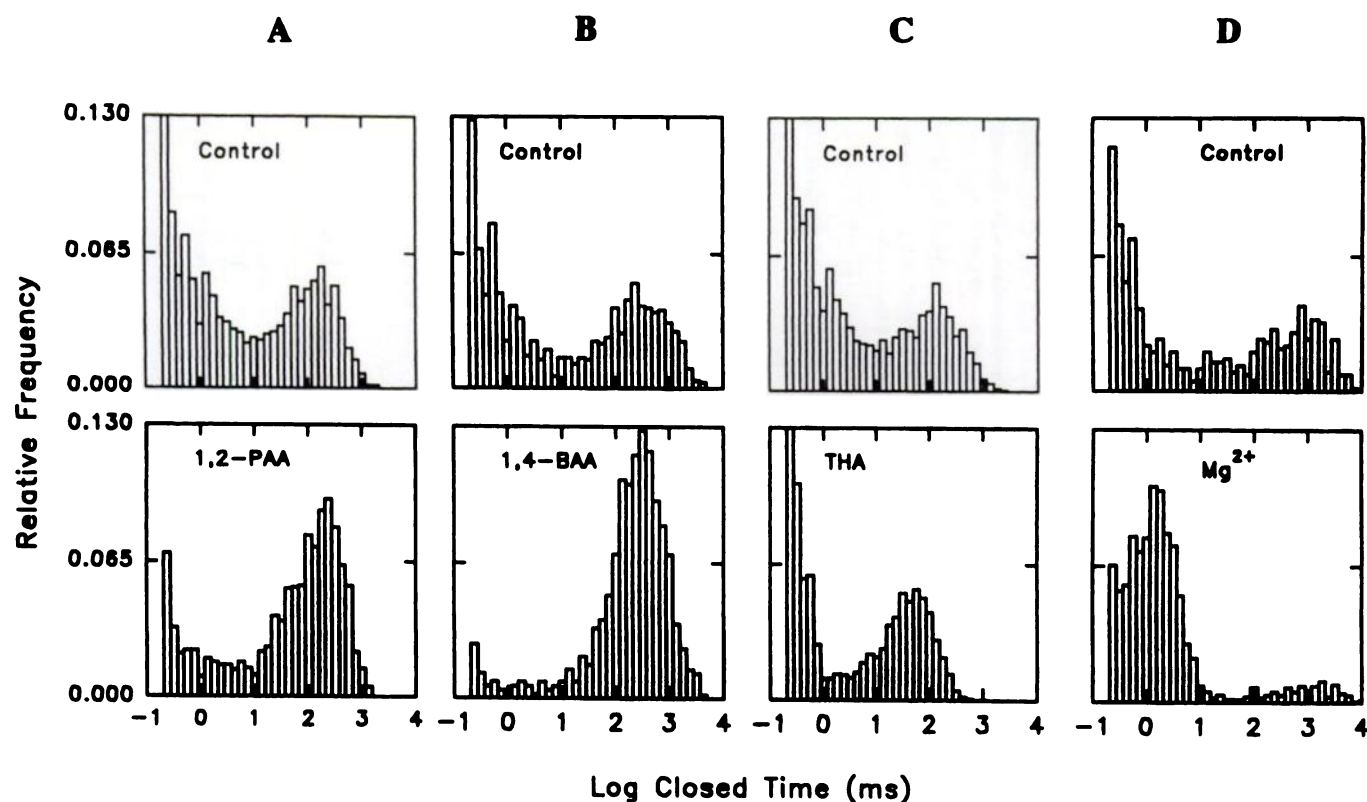 A B C D
0.130
0.065
0.000
Control Control Control Control
0.130
0.065
0.000
1,2-PAA 1,4-BAA THA Mg2+
-1 0 1 2 3 4 -1 0 1 2 3 4 -1 0 1 2 3 4 -1 0 1 2 3 4
Relative Frequency
Log Closed Time (ms)